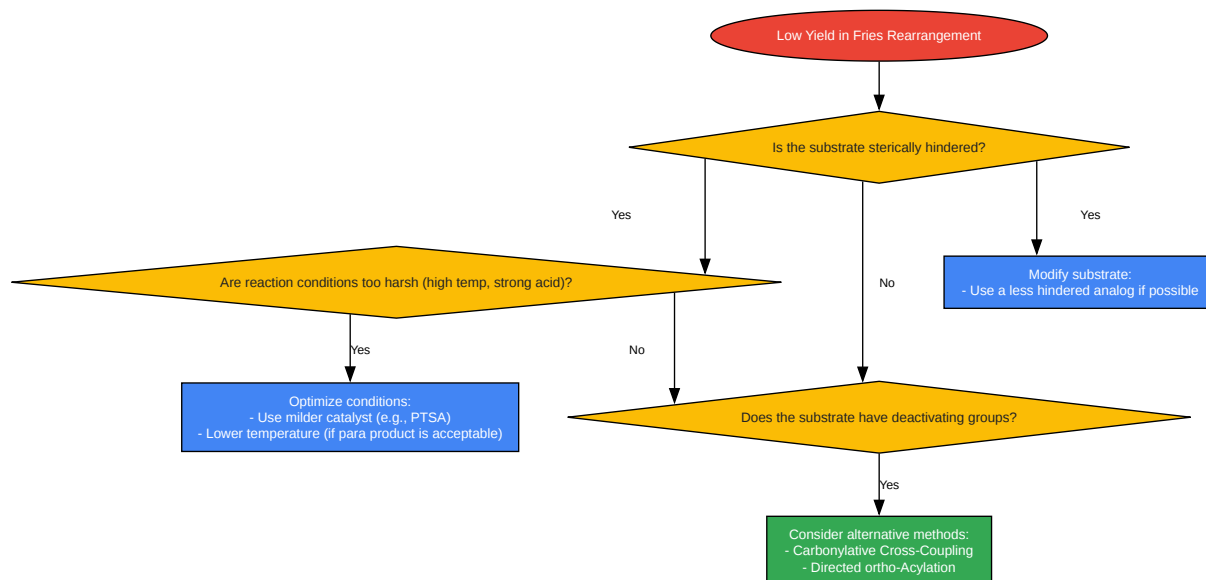 Low Yield in Fries Rearrangement
Is the substrate sterically hindered?
Yes
Yes
Are reaction conditions too harsh (high temp, strong acid)?
No
Modify substrate:
- Use a less hindered analog if possible
Yes
No
Optimize conditions:
- Use milder catalyst (e.g., PTSA)
- Lower temperature (if para product is acceptable)
Does the substrate have deactivating groups?
Yes
Consider alternative methods:
- Carbonylative Cross-Coupling
- Directed ortho-Acylation